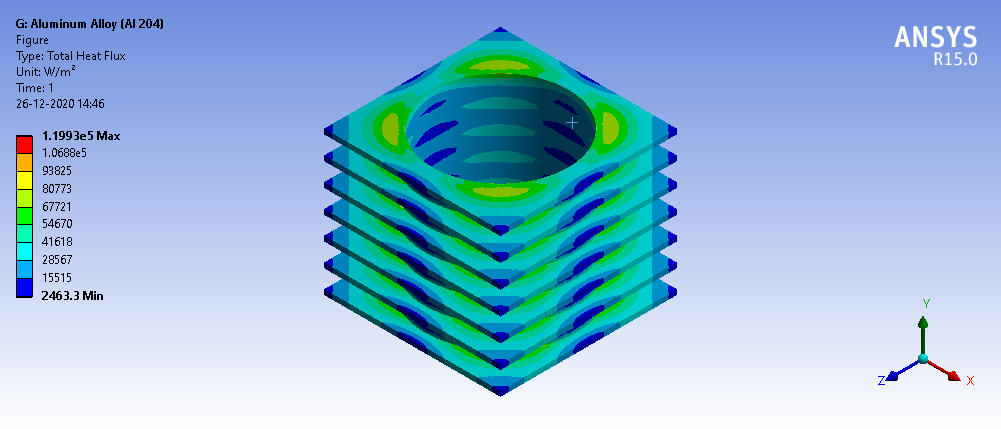 G: Aluminum Alloy (Al 204)
Figure
Type: Total Heat Flux
Unit: W/m²
Time: 1
26-12-2020 14:46
1.1993e5 Max
1.0688e5
93825
80773
67721
54670
41618
28567
15515
2463.3 Min
ANSYS
R15.0
Y
Z
X